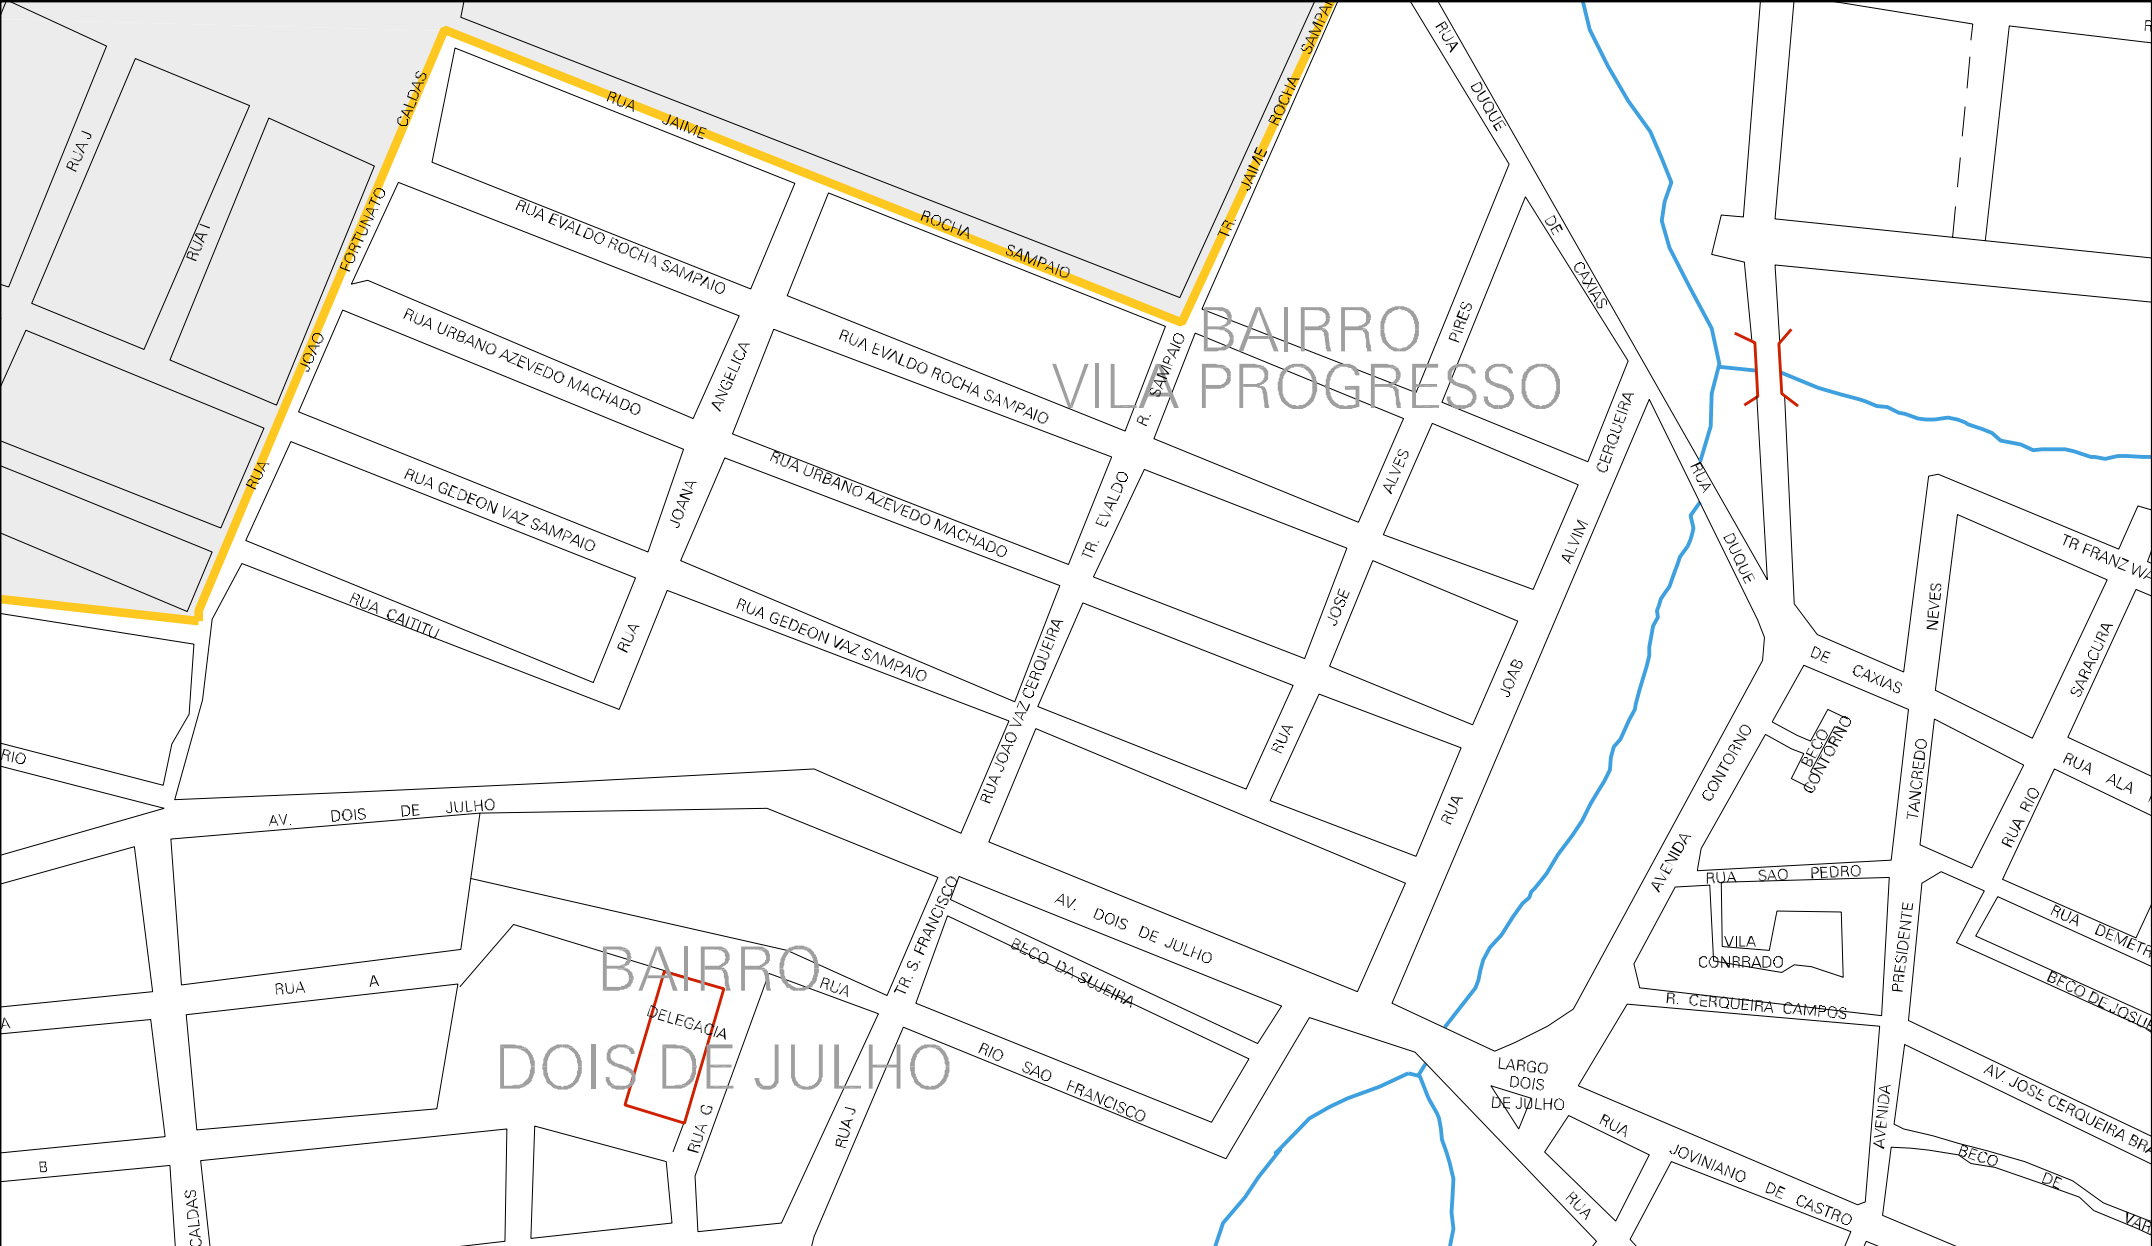 RUA J
RUA I
RUA JOAO FORTUNATO CALDAS
RUA JAIME ROCHA SAMPAIO
TR. JAIME ROCHA SAMPAI
RUA EVALDO ROCHA SAMPAIO
RUA EVALDO ROCHA SAMPAIO
RUA URBANO AZEVEDO MACHADO
RUA URBANO AZEVEDO MACHADO
RUA GEDEON VAZ SAMPAIO
RUA GEDEON VAZ SAMPAIO
RUA CAITITU
RUA JOANA ANGELICA
TR. EVALDO R. SAMPAIO
RUA JOAO VAZ CERQUEIRA
BAIRRO
VILA PROGRESSO
RUA JOSE ALVES PIRES
RUA JOAB ALVIM CERQUEIRA
RUA DUQUE DE CAXIAS
RUA DUQUE DE CAXIAS
AVENIDA CONTORNO
BECO
CONTORNO
AVENIDA PRESIDENTE TANCREDO NEVES
TR FRANZ WA
SARACURA
RUA RIO
RUA ALA
RUA SAO PEDRO
VILA
CONRRADO
R. CERQUEIRA CAMPOS
RUA DEMETR
BECO DE JOSUE
AV. JOSE CERQUEIRA BRA
BECO DE VAR
LARGO
DOIS
DE JULHO
RUA JOVINIANO DE CASTRO
RUA
RIO
AV. DOIS DE JULHO
AV. DOIS DE JULHO
BECO DA SUJEIRA
TR. S. FRANCISCO
RUA RIO SAO FRANCISCO
RUA A
A
B
BAIRRO
DOIS DE JULHO
DELEGACIA
RUA G
RUA J
CALDAS
R